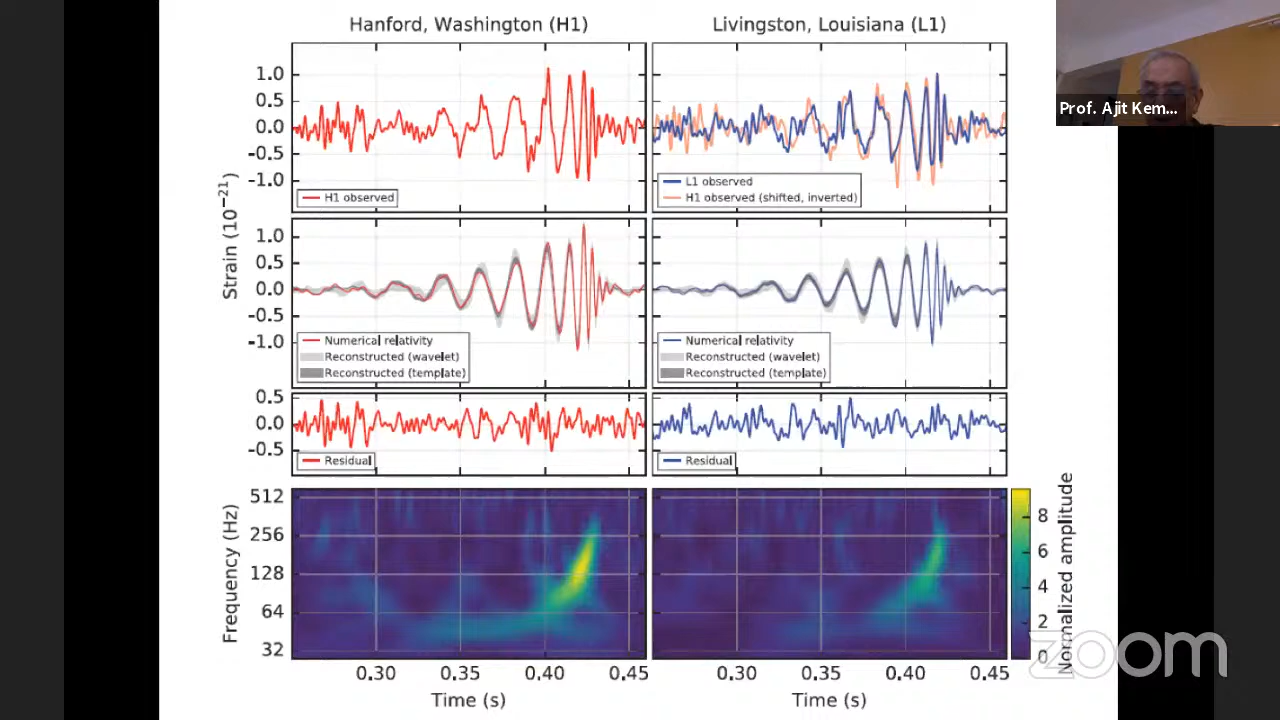 Hanford, Washington (H1)
Livingston, Louisiana (L1)
Prof. Ajit Kem...
Strain (10⁻²¹)
1.0
0.5
0.0
-0.5
-1.0
H1 observed
L1 observed
H1 observed (shifted, inverted)
1.0
0.5
0.0
-0.5
-1.0
Numerical relativity
Reconstructed (wavelet)
Reconstructed (template)
Numerical relativity
Reconstructed (wavelet)
Reconstructed (template)
0.5
0.0
-0.5
Residual
Residual
Frequency (Hz)
512
256
128
64
32
Normalized amplitude
8
6
4
2
0
zoom
0.30 0.35 0.40 0.45
0.30 0.35 0.40 0.45
Time (s)
Time (s)